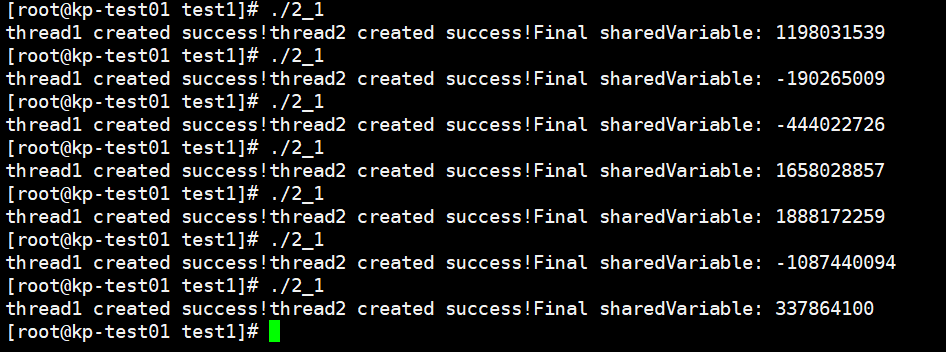 [root@kp-test01 test1]# ./2_1
thread1 created success!thread2 created success!Final sharedVariable: 1198031539
[root@kp-test01 test1]# ./2_1
thread1 created success!thread2 created success!Final sharedVariable: -190265009
[root@kp-test01 test1]# ./2_1
thread1 created success!thread2 created success!Final sharedVariable: -444022726
[root@kp-test01 test1]# ./2_1
thread1 created success!thread2 created success!Final sharedVariable: 1658028857
[root@kp-test01 test1]# ./2_1
thread1 created success!thread2 created success!Final sharedVariable: 1888172259
[root@kp-test01 test1]# ./2_1
thread1 created success!thread2 created success!Final sharedVariable: -1087440094
[root@kp-test01 test1]# ./2_1
thread1 created success!thread2 created success!Final sharedVariable: 337864100
[root@kp-test01 test1]#